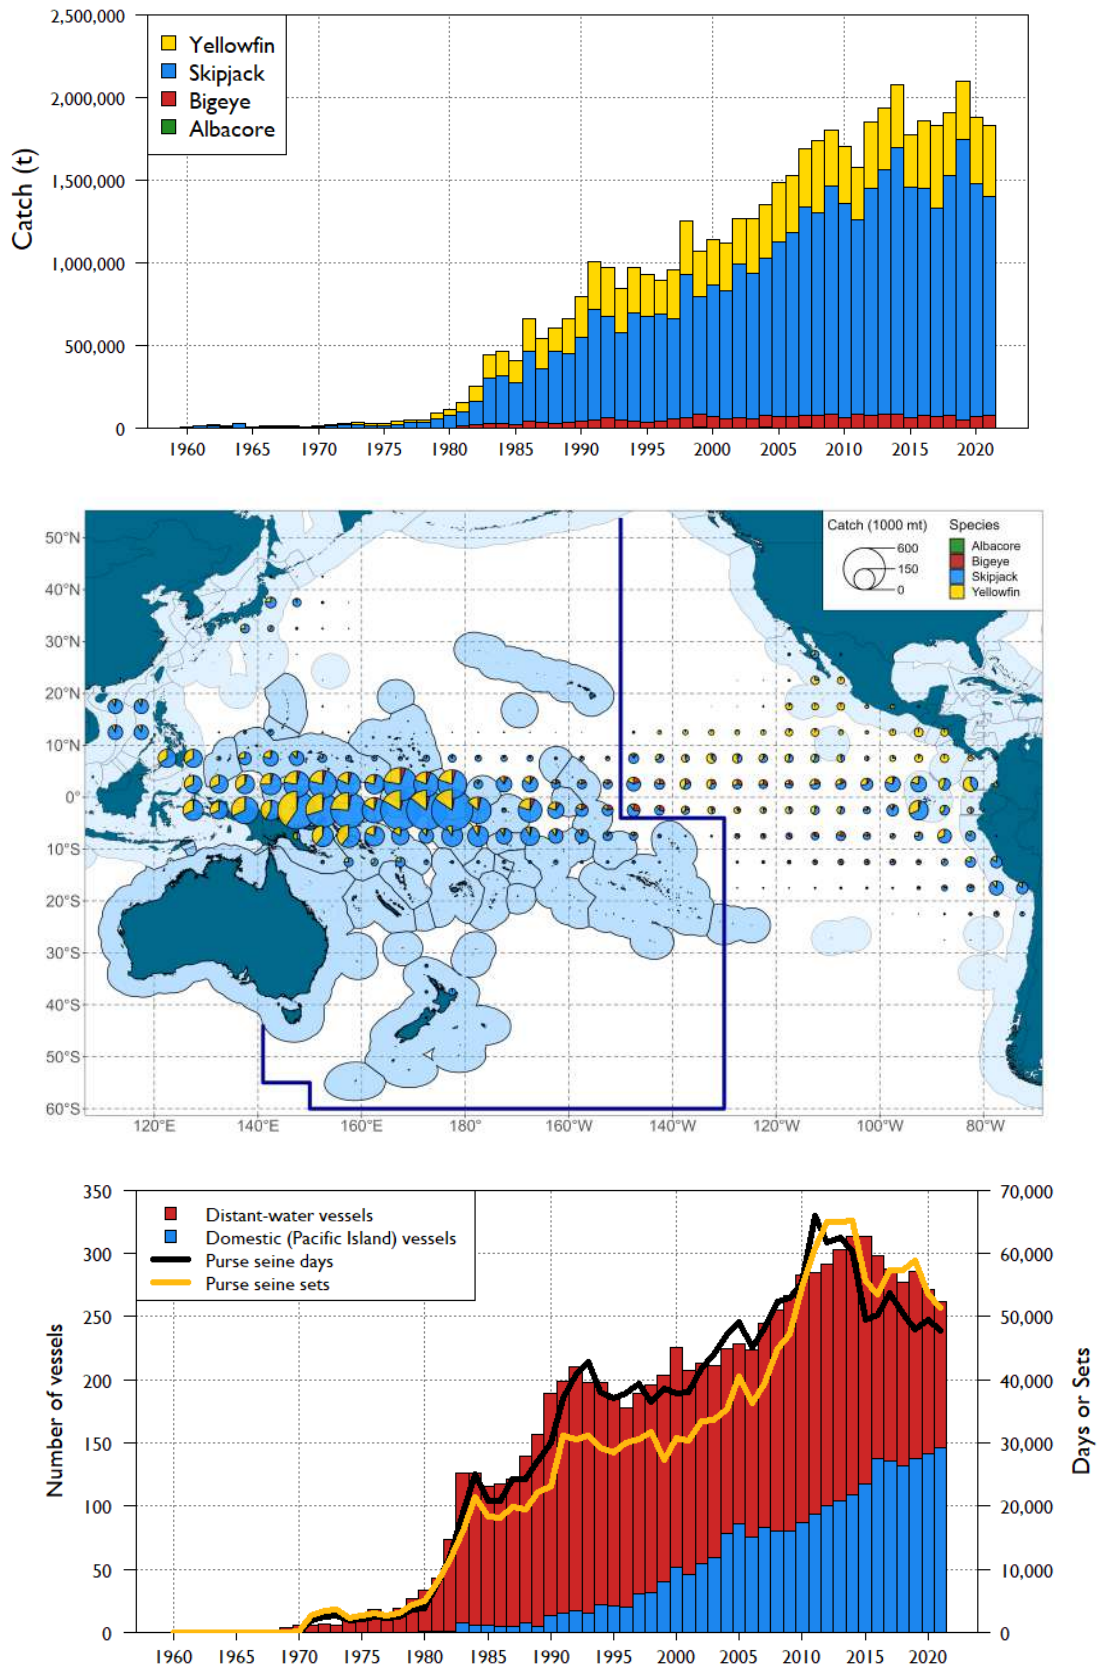 2,500,000
2,000,000
1,500,000
1,000,000
500,000
0
Catch (t)
Yellowfin
Skipjack
Bigeye
Albacore
1960 1965 1970 1975 1980 1985 1990 1995 2000 2005 2010 2015 2020
50°N
40°N
30°N
20°N
10°N
0°
10°S
20°S
30°S
40°S
50°S
60°S
Catch (1000 mt)
600
150
0
Species
Albacore
Bigeye
Skipjack
Yellowfin
120°E 140°E 160°E 180° 160°W 140°W 120°W 100°W 80°W
350
300
250
200
150
100
50
0
Number of vessels
Distant-water vessels
Domestic (Pacific Island) vessels
Purse seine days
Purse seine sets
70,000
60,000
50,000
40,000
30,000
20,000
10,000
0
Days or Sets
1960 1965 1970 1975 1980 1985 1990 1995 2000 2005 2010 2015 2020